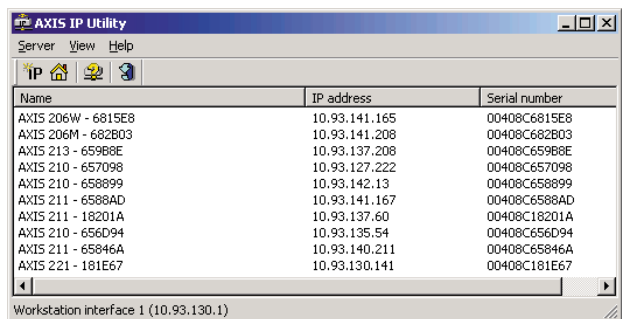 AXIS IP Utility
Server View Help
IP
Name IP address Serial number
AXIS 206W - 6815E8 10.93.141.165 00408C6815E8
AXIS 206M - 682B03 10.93.141.208 00408C682B03
AXIS 213 - 659B8E 10.93.137.208 00408C659B8E
AXIS 210 - 657098 10.93.127.222 00408C657098
AXIS 210 - 658899 10.93.142.13 00408C658899
AXIS 211 - 6588AD 10.93.141.167 00408C6588AD
AXIS 211 - 18201A 10.93.137.60 00408C18201A
AXIS 210 - 656D94 10.93.135.54 00408C656D94
AXIS 211 - 65846A 10.93.140.211 00408C65846A
AXIS 221 - 181E67 10.93.130.141 00408C181E67
Workstation interface 1 (10.93.130.1)